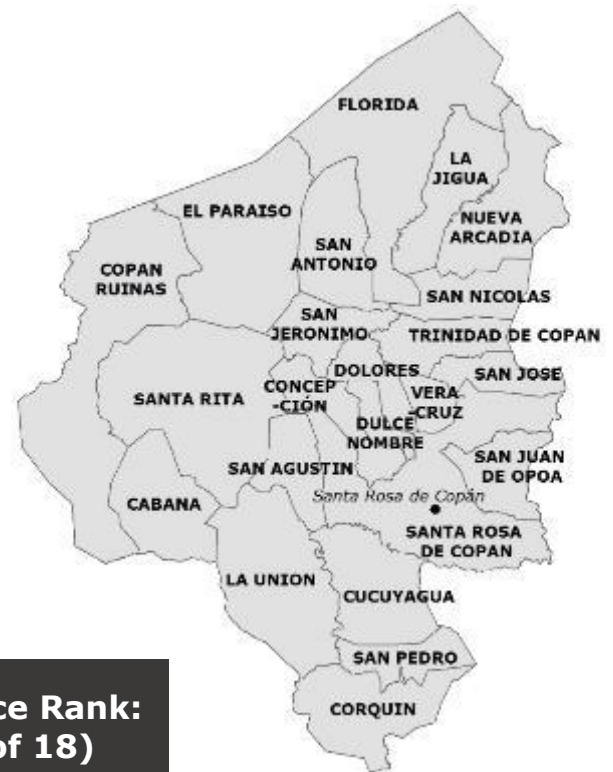 FLORIDA
LA
JIGUA
EL PARAISO
NUEVA
ARCADIA
SAN
ANTONIO
COPAN
RUINAS
SAN NICOLAS
SAN
JERONIMO
TRINIDAD DE COPAN
DOLORES
SAN JOSE
CONCEP
-CIÓN
SANTA RITA
VERA
-CRUZ
DULCE
NOMBRE
SAN JUAN
DE OPOA
SAN AGUSTIN
Santa Rosa de Copán
CABANA
SANTA ROSA
DE COPAN
LA UNION
CUCUYAGUA
SAN PEDRO
CORQUIN
ce Rank:
of 18)